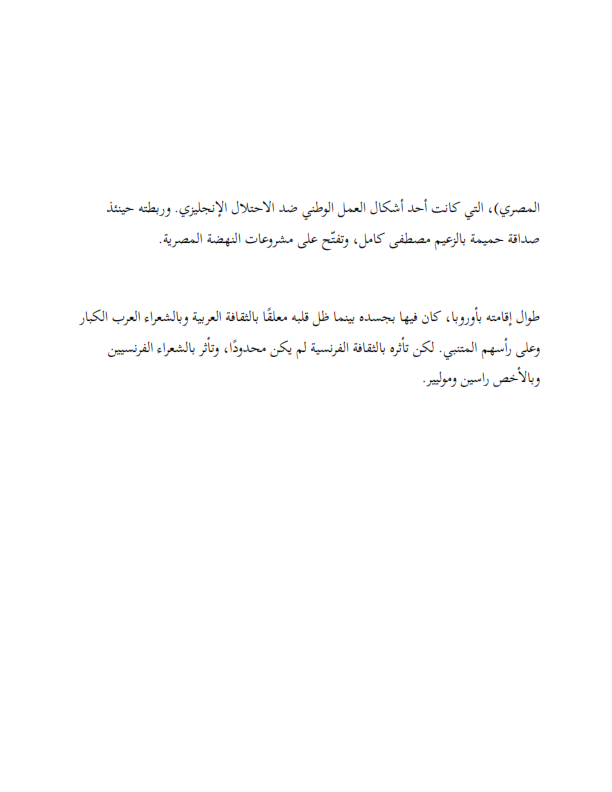 المصري)، التي كانت أحد أشكال العمل الوطني ضد الاحتلال الإنجليزي. وربطته حينئذ
صداقة حميمة بالزعيم مصطفى كامل، وتفتّح على مشروعات النهضة المصرية.
طوال إقامته بأوروبا، كان فيها بجسده بينما ظل قلبه معلقًا بالثقافة العربية وبالشعراء العرب الكبار
وعلى رأسهم المتنبي. لكن تأثره بالثقافة الفرنسية لم يكن محدودًا، وتأثر بالشعراء الفرنسيين
وبالأخص راسين وموليير.